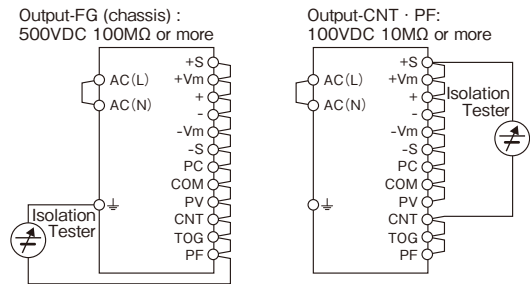 Output-FG (chassis) :
500VDC 100MΩ or more
+S
AC(L)
+Vm
+
AC(N)
-
-Vm
-S
PC
COM
PV
CNT
TOG
PF
Isolation
Tester
Output-CNT · PF:
100VDC 10MΩ or more
+S
AC(L)
+Vm
+
AC(N)
-
-Vm
-S
PC
COM
PV
CNT
TOG
PF
Isolation
Tester